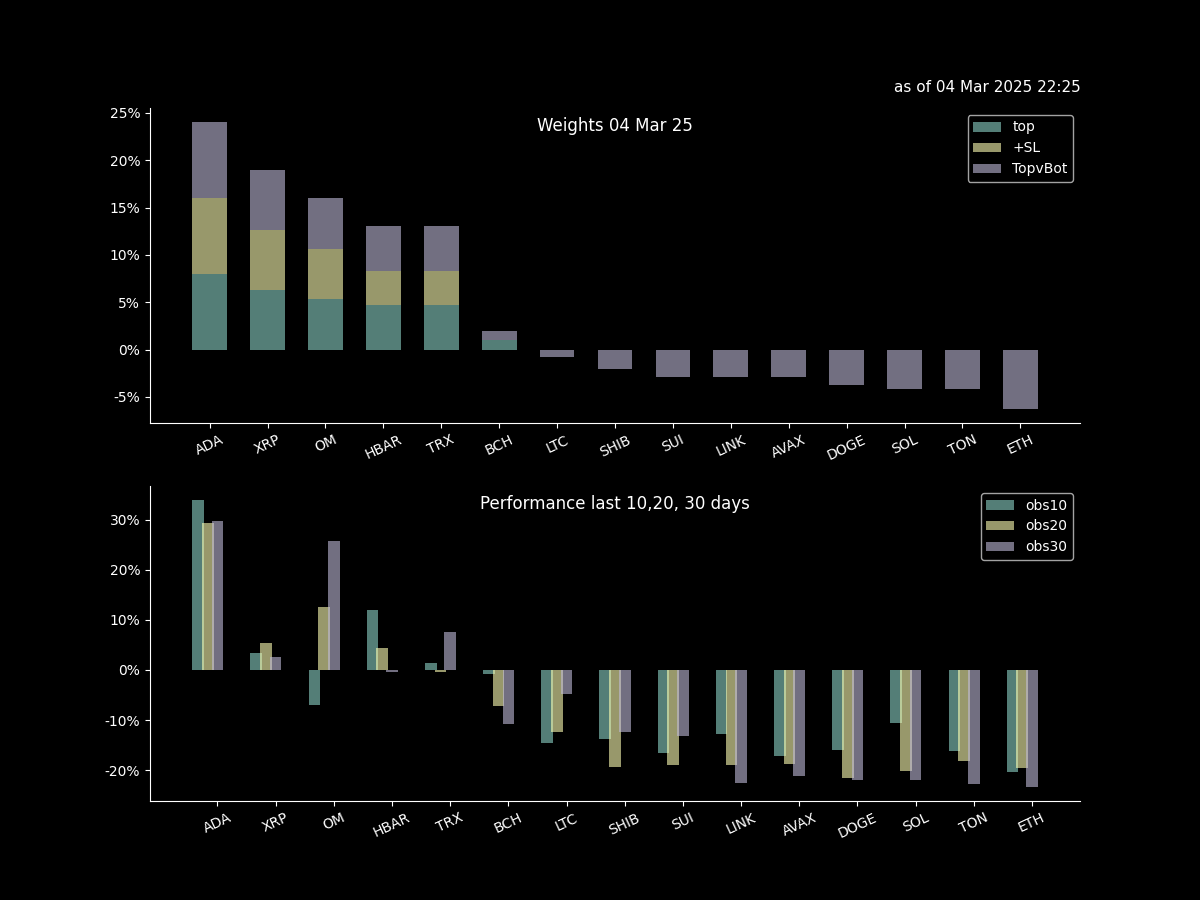 as of 04 Mar 2025 22:25
Weights 04 Mar 25
top
+SL
TopvBot
25%
20%
15%
10%
5%
0%
-5%
ADA XRP OM HBAR TRX BCH LTC SHIB SUI LINK AVAX DOGE SOL TON ETH
Performance last 10,20, 30 days
obs10
obs20
obs30
30%
20%
10%
0%
-10%
-20%
ADA XRP OM HBAR TRX BCH LTC SHIB SUI LINK AVAX DOGE SOL TON ETH